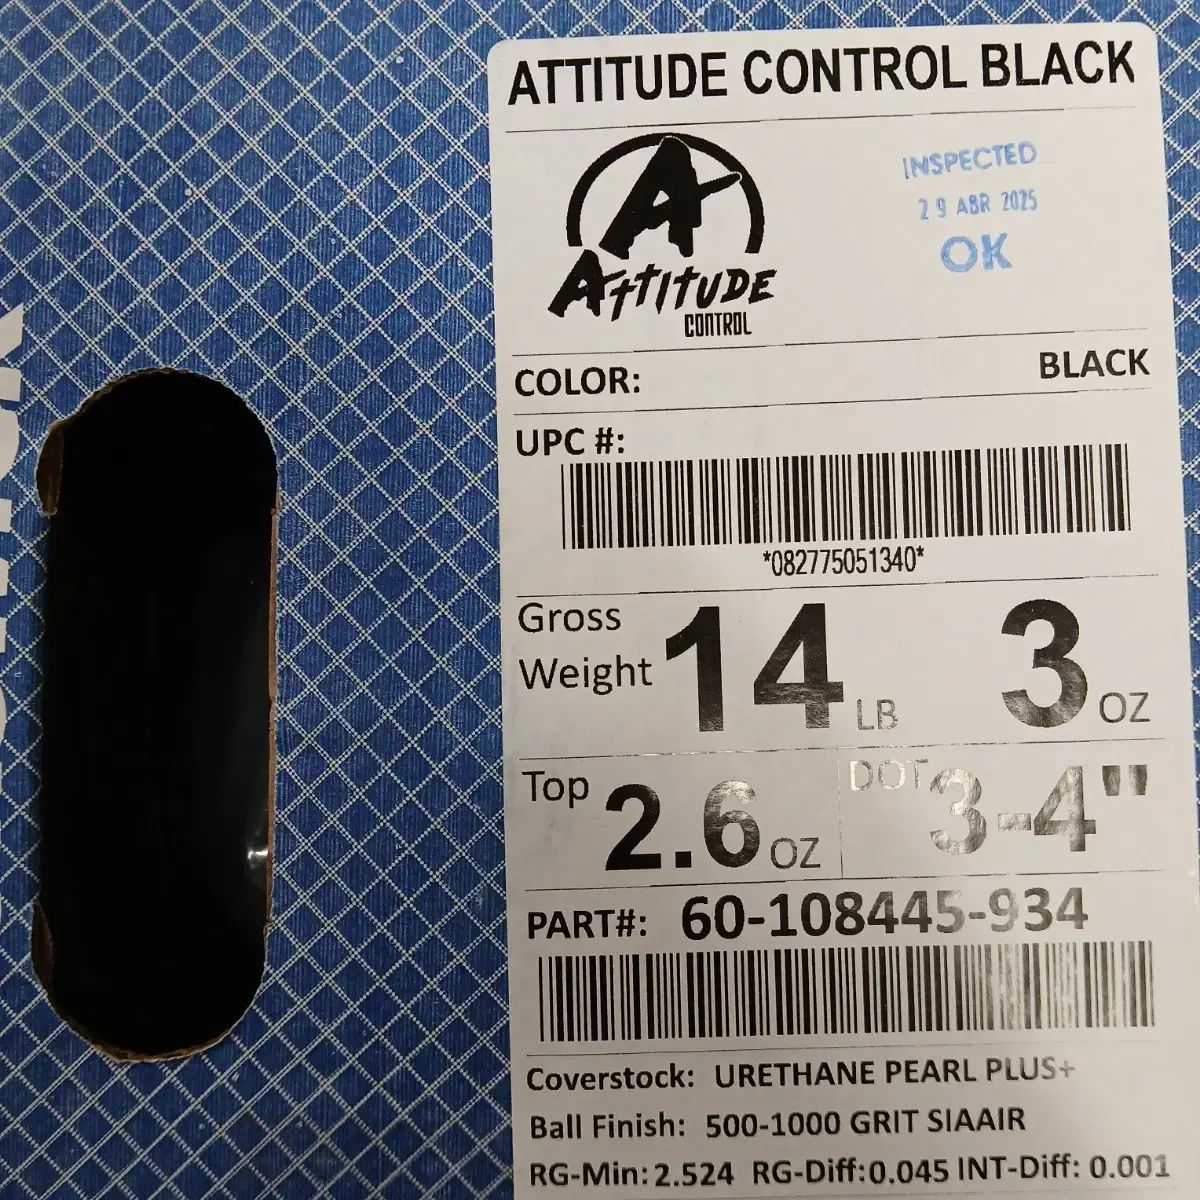 ATTITUDE CONTROL BLACK
A
ATTITUDE
CONTROL
INSPECTED
29 ABR 2025
OK
COLOR: BLACK
UPC #:
*082775051340*
Gross
Weight 14 LB 3 OZ
Top 2.6 OZ DOT 3-4"
PART#: 60-108445-934
Coverstock: URETHANE PEARL PLUS+
Ball Finish: 500-1000 GRIT SIAAIR
RG-Min: 2.524 RG-Diff: 0.045 INT-Diff: 0.001